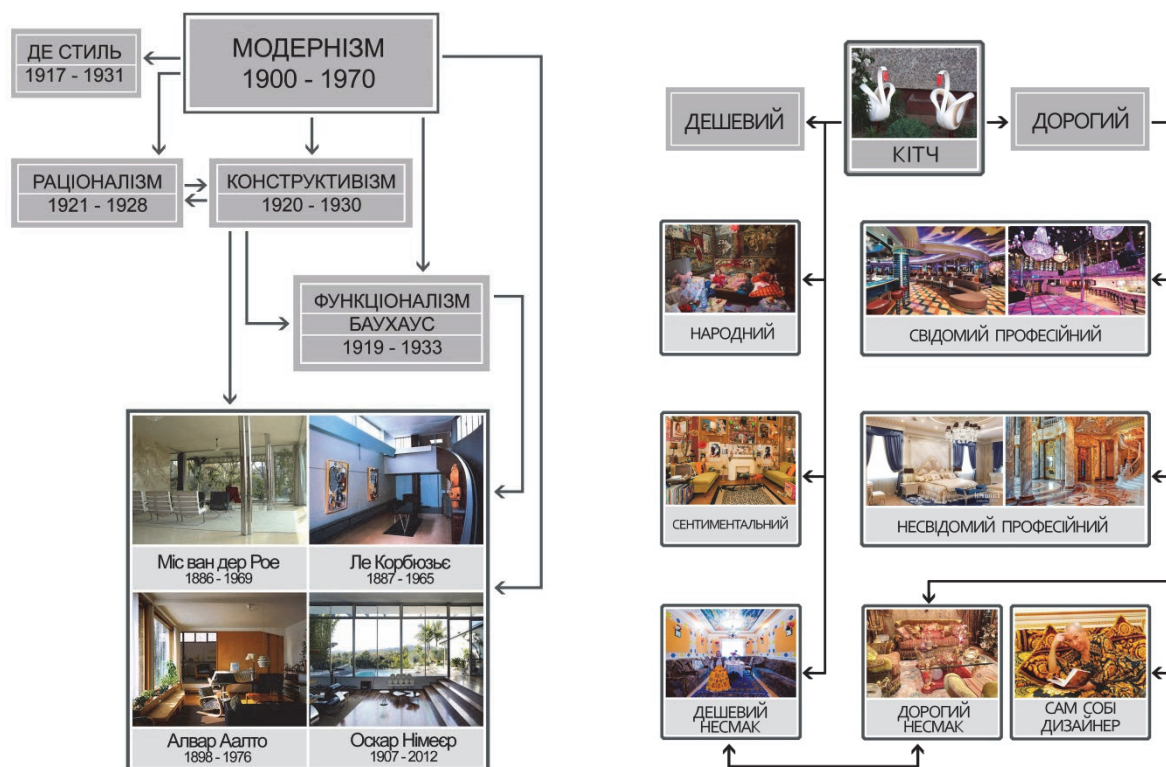 МОДЕРНІЗМ
1900 - 1970
ДЕ СТИЛЬ
1917 - 1931
РАЦІОНАЛІЗМ
1921 - 1928
КОНСТРУКТИВІЗМ
1920 - 1930
ФУНКЦІОНАЛІЗМ
БАУХАУС
1919 - 1933
Міс ван дер Рое
1886 - 1969
Ле Корбюзьє
1887 - 1965
Алвар Аалто
1898 - 1976
Оскар Німеєр
1907 - 2012
ДЕШЕВИЙ
КІТЧ
ДОРОГИЙ
НАРОДНИЙ
СВІДОМИЙ ПРОФЕСІЙНИЙ
СЕНТИМЕНТАЛЬНИЙ
НЕСВІДОМИЙ ПРОФЕСІЙНИЙ
ДЕШЕВИЙ
НЕСМАК
ДОРОГИЙ
НЕСМАК
САМ СОБІ
ДИЗАЙНЕР